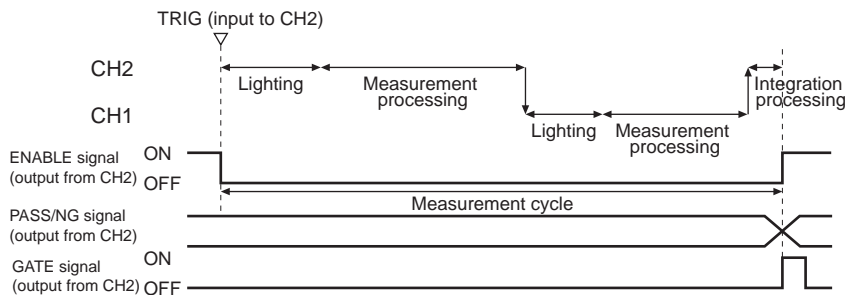 TRIG (input to CH2)
CH2
Lighting
Measurement
processing
Integration
processing
CH1
Lighting
Measurement
processing
ENABLE signal
(output from CH2)
ON
OFF
Measurement cycle
PASS/NG signal
(output from CH2)
GATE signal
(output from CH2)
ON
OFF